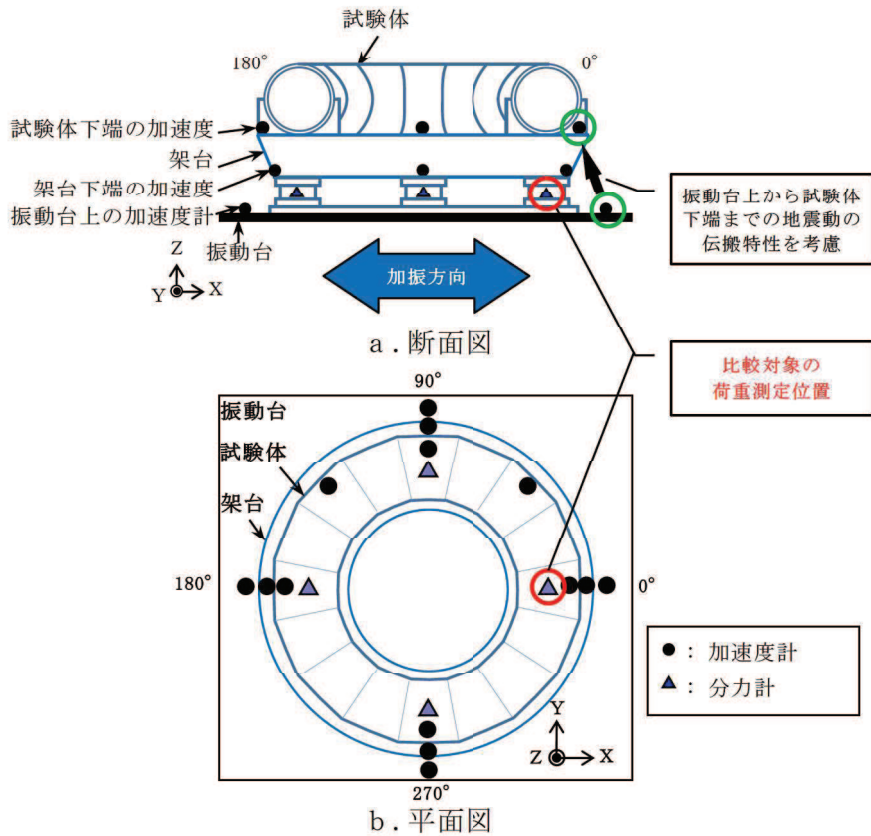 試験体
180°
0°
試験体下端の加速度
架台
架台下端の加速度
振動台上の加速度計
振動台
Z
Y
X
加振方向
振動台上から試験体
下端までの地震動の
伝搬特性を考慮
a.断面図
比較対象の
荷重測定位置
90°
振動台
試験体
架台
180°
0°
●：加速度計
▲：分力計
Y
Z
X
270°
b.平面図